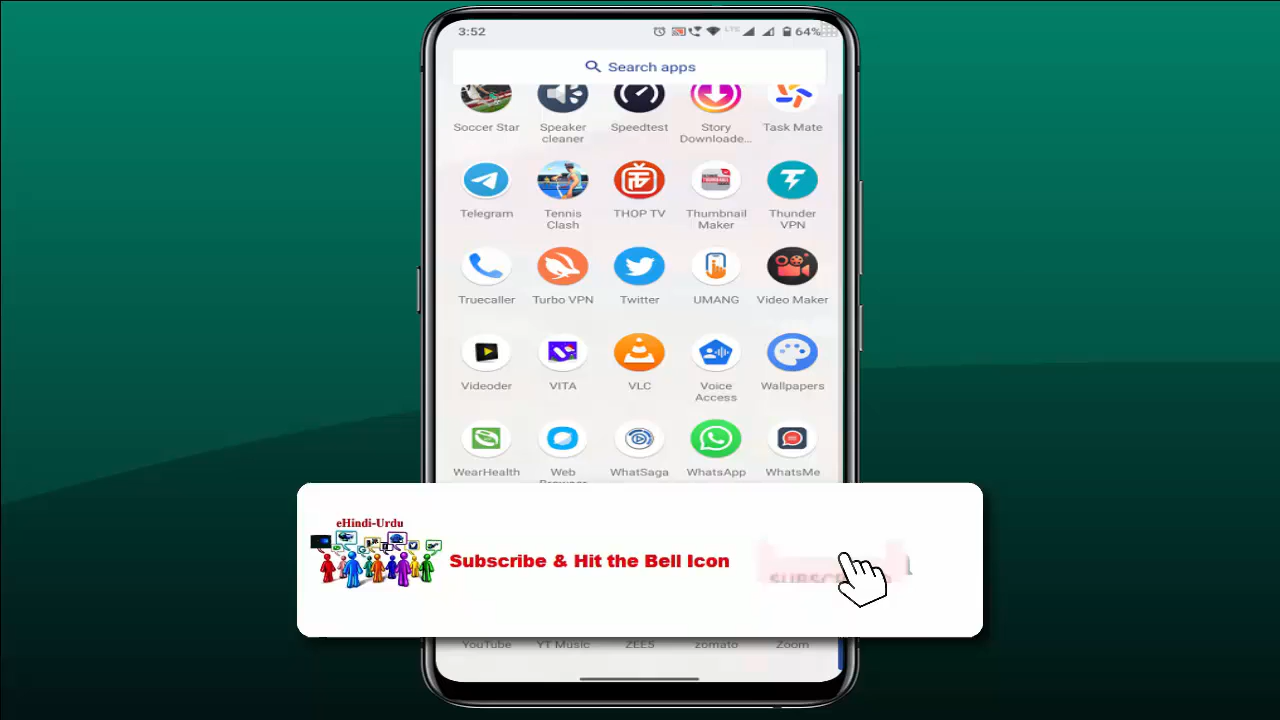 3:52
LTE
64%
Search apps
Soccer Star
Speaker
cleaner
Speedtest
Story
Downloade...
Task Mate
Telegram
Tennis
Clash
THOP TV
Thumbnail
Maker
Thunder
VPN
Truecaller
Turbo VPN
Twitter
UMANG
Video Maker
Videoder
VITA
VLC
Voice
Access
Wallpapers
WearHealth
Web
Browser
WhatSaga
WhatsApp
WhatsMe
eHindi-Urdu
Subscribe & Hit the Bell Icon
YouTube
YT Music
ZEE5
zomato
Zoom